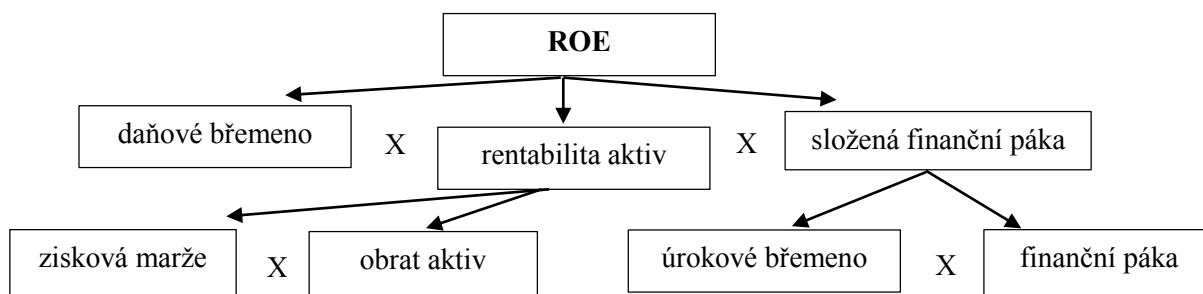 ROE
daňové břemeno X rentabilita aktiv X složená finanční páka
zisková marže X obrat aktiv úrokové břemeno X finanční páka